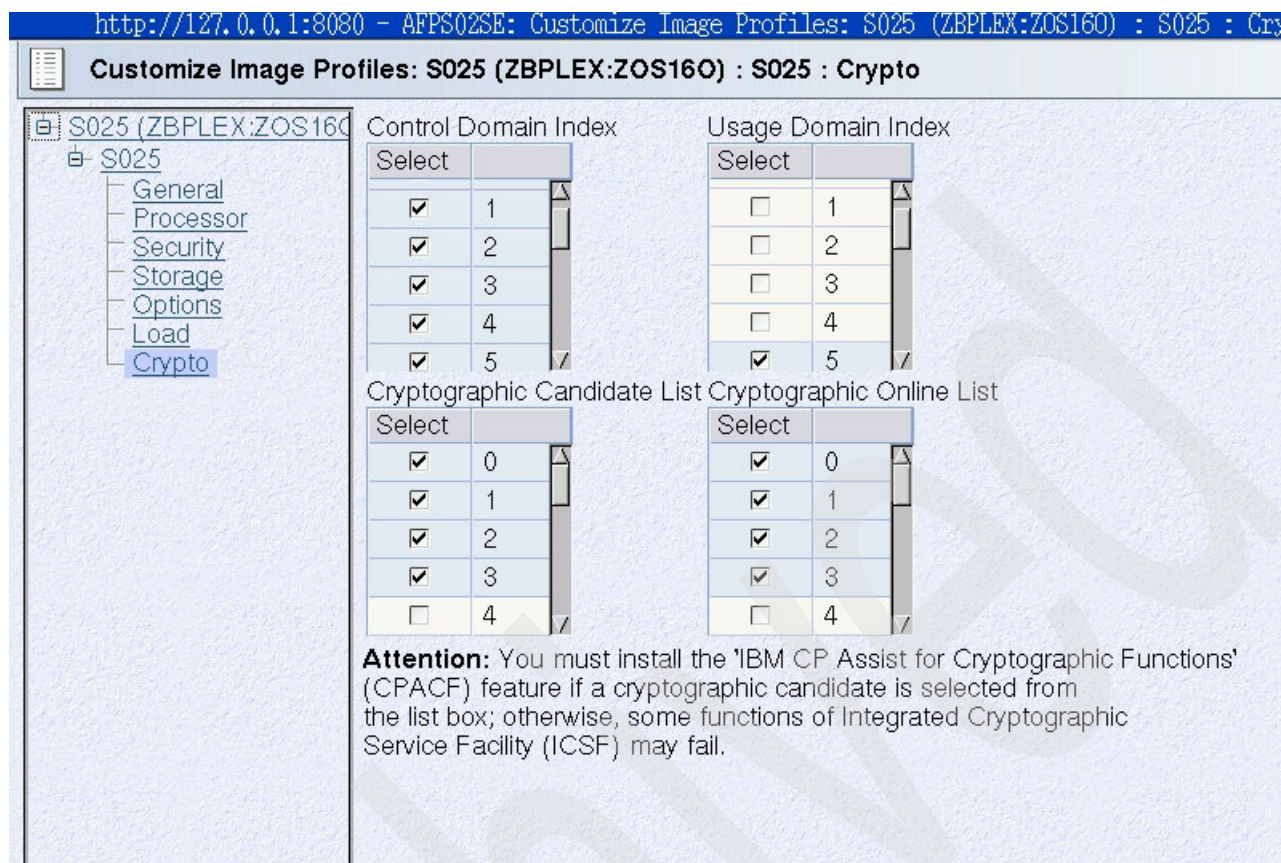 http://127.0.0.1:8080 - AFPS02SE: Customize Image Profiles: S025 (ZBPLEX:ZOS16O) : S025 : Cry
Customize Image Profiles: S025 (ZBPLEX:ZOS16O) : S025 : Crypto
S025 (ZBPLEX:ZOS16O
S025
General
Processor
Security
Storage
Options
Load
Crypto
Control Domain Index Usage Domain Index
Select Select
1 1
2 2
3 3
4 4
5 5
Cryptographic Candidate List Cryptographic Online List
Select Select
0 0
1 1
2 2
3 3
4 4
Attention: You must install the 'IBM CP Assist for Cryptographic Functions'
(CPACF) feature if a cryptographic candidate is selected from
the list box; otherwise, some functions of Integrated Cryptographic
Service Facility (ICSF) may fail.